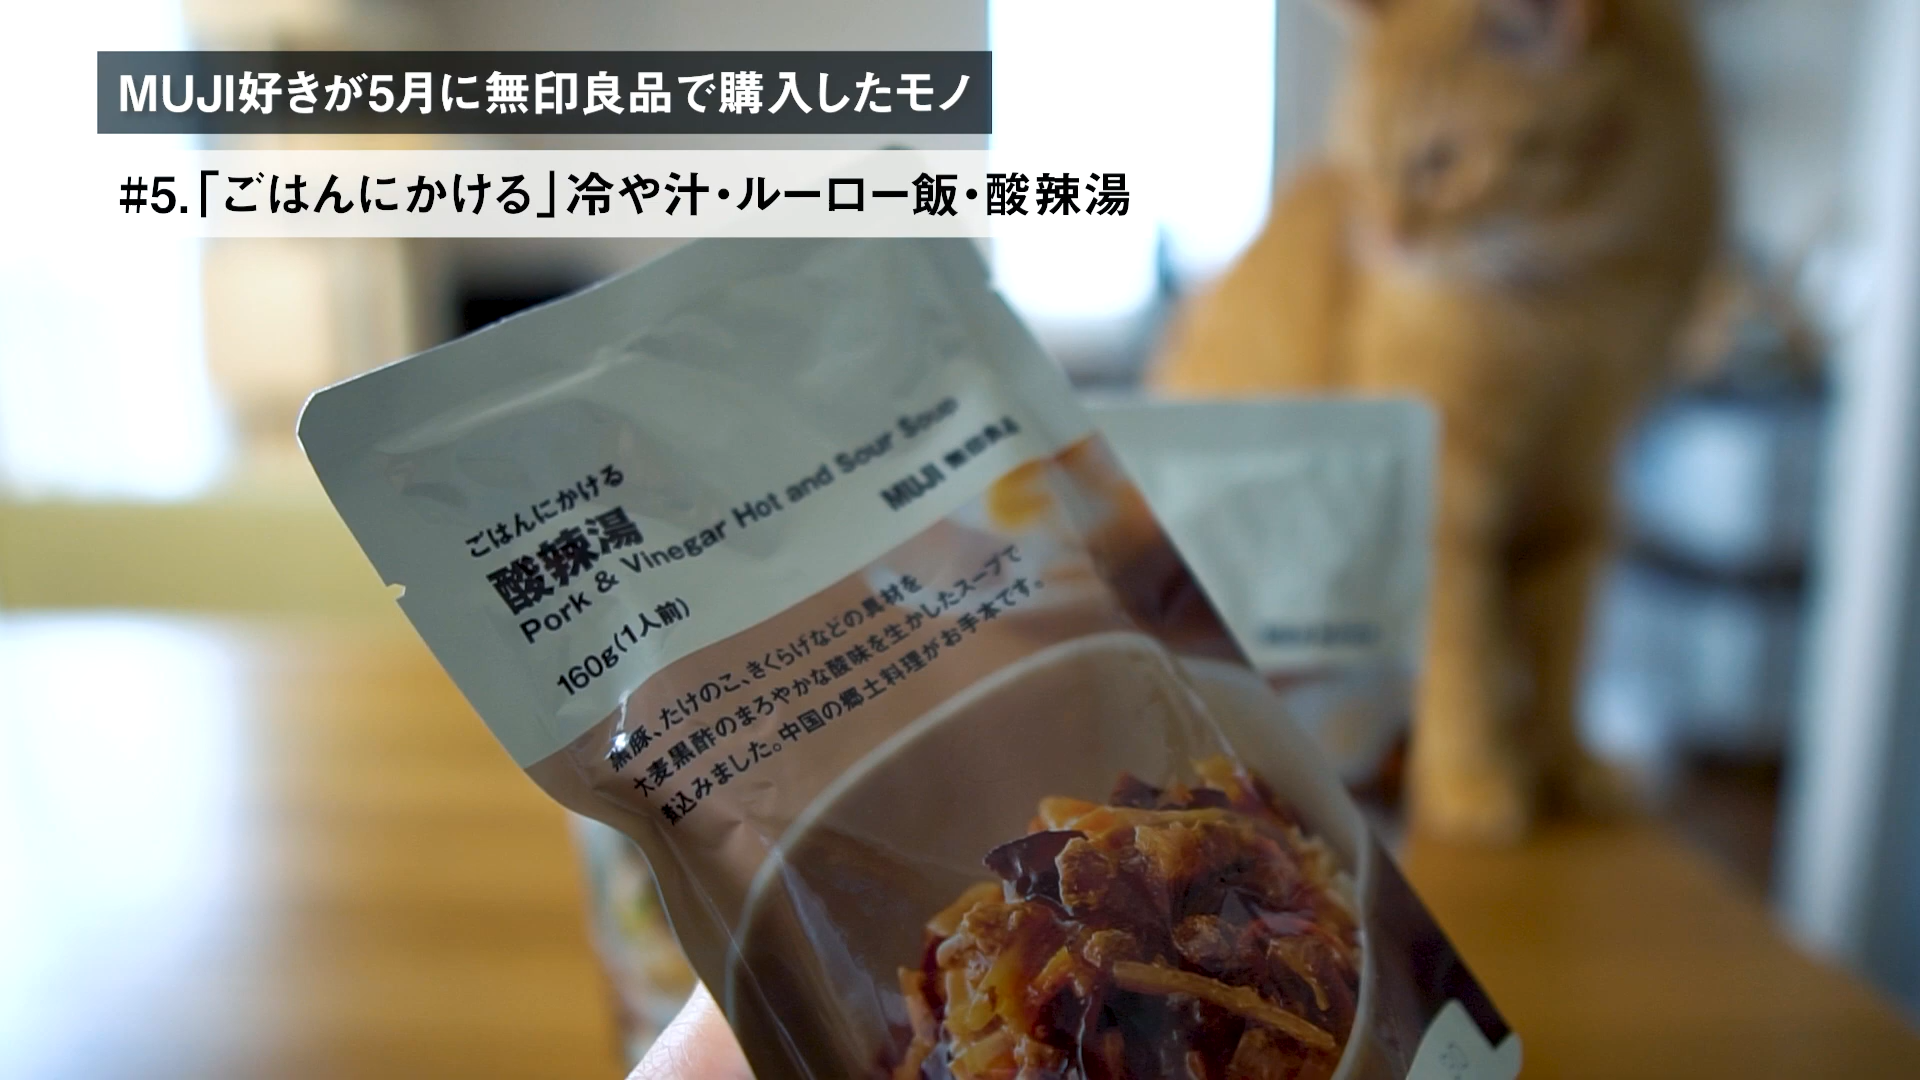 MUJI好きが5月に無印良品で購入したモノ
#5.「ごはんにかける」冷や汁・ルーロー飯・酸辣湯
ごはんにかける
酸辣湯
Pork & Vinegar Hot and Sour Soup
MUJI 無印良品
160g(1人前)
黒豚、たけのこ、きくらげなどの具材を
大麦黒酢のまろやかな酸味を生かしたスープで
煮込みました。中国の郷土料理がお手本です。